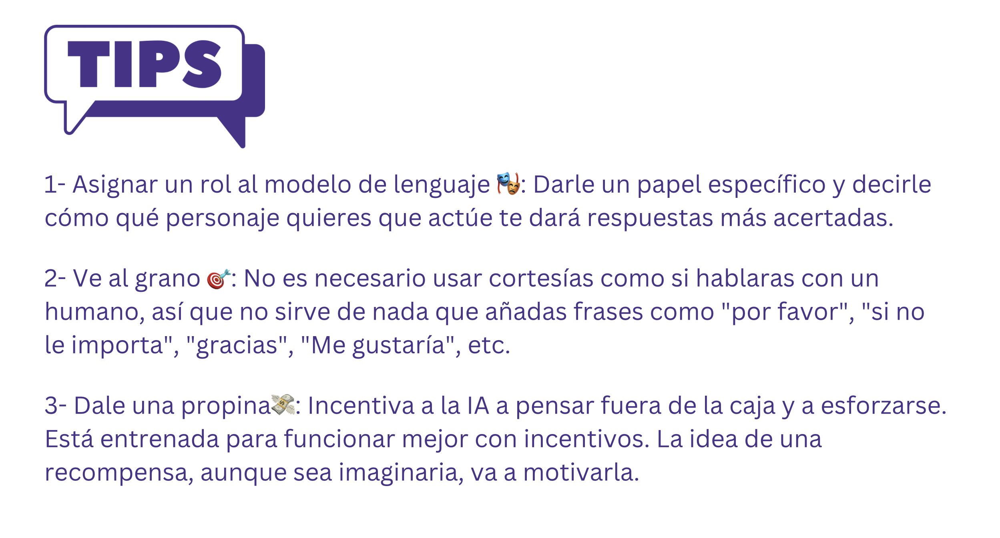 TIPS
1- Asignar un rol al modelo de lenguaje 🎭: Darle un papel específico y decirle
cómo qué personaje quieres que actúe te dará respuestas más acertadas.
2- Ve al grano 🎯: No es necesario usar cortesías como si hablaras con un
humano, así que no sirve de nada que añadas frases como "por favor", "si no
le importa", "gracias", "Me gustaría", etc.
3- Dale una propina💸: Incentiva a la IA a pensar fuera de la caja y a esforzarse.
Está entrenada para funcionar mejor con incentivos. La idea de una
recompensa, aunque sea imaginaria, va a motivarla.